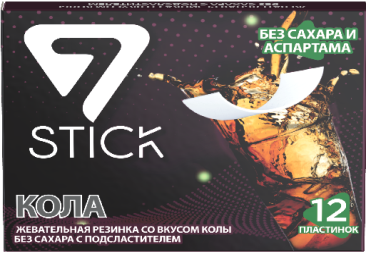 БЕЗ САХАРА И
АСПАРТАМА
7
STICK
КОЛА
ЖЕВАТЕЛЬНАЯ РЕЗИНКА СО ВКУСОМ КОЛЫ
БЕЗ САХАРА С ПОДСЛАСТИТЕЛЕМ
12
ПЛАСТИНОК